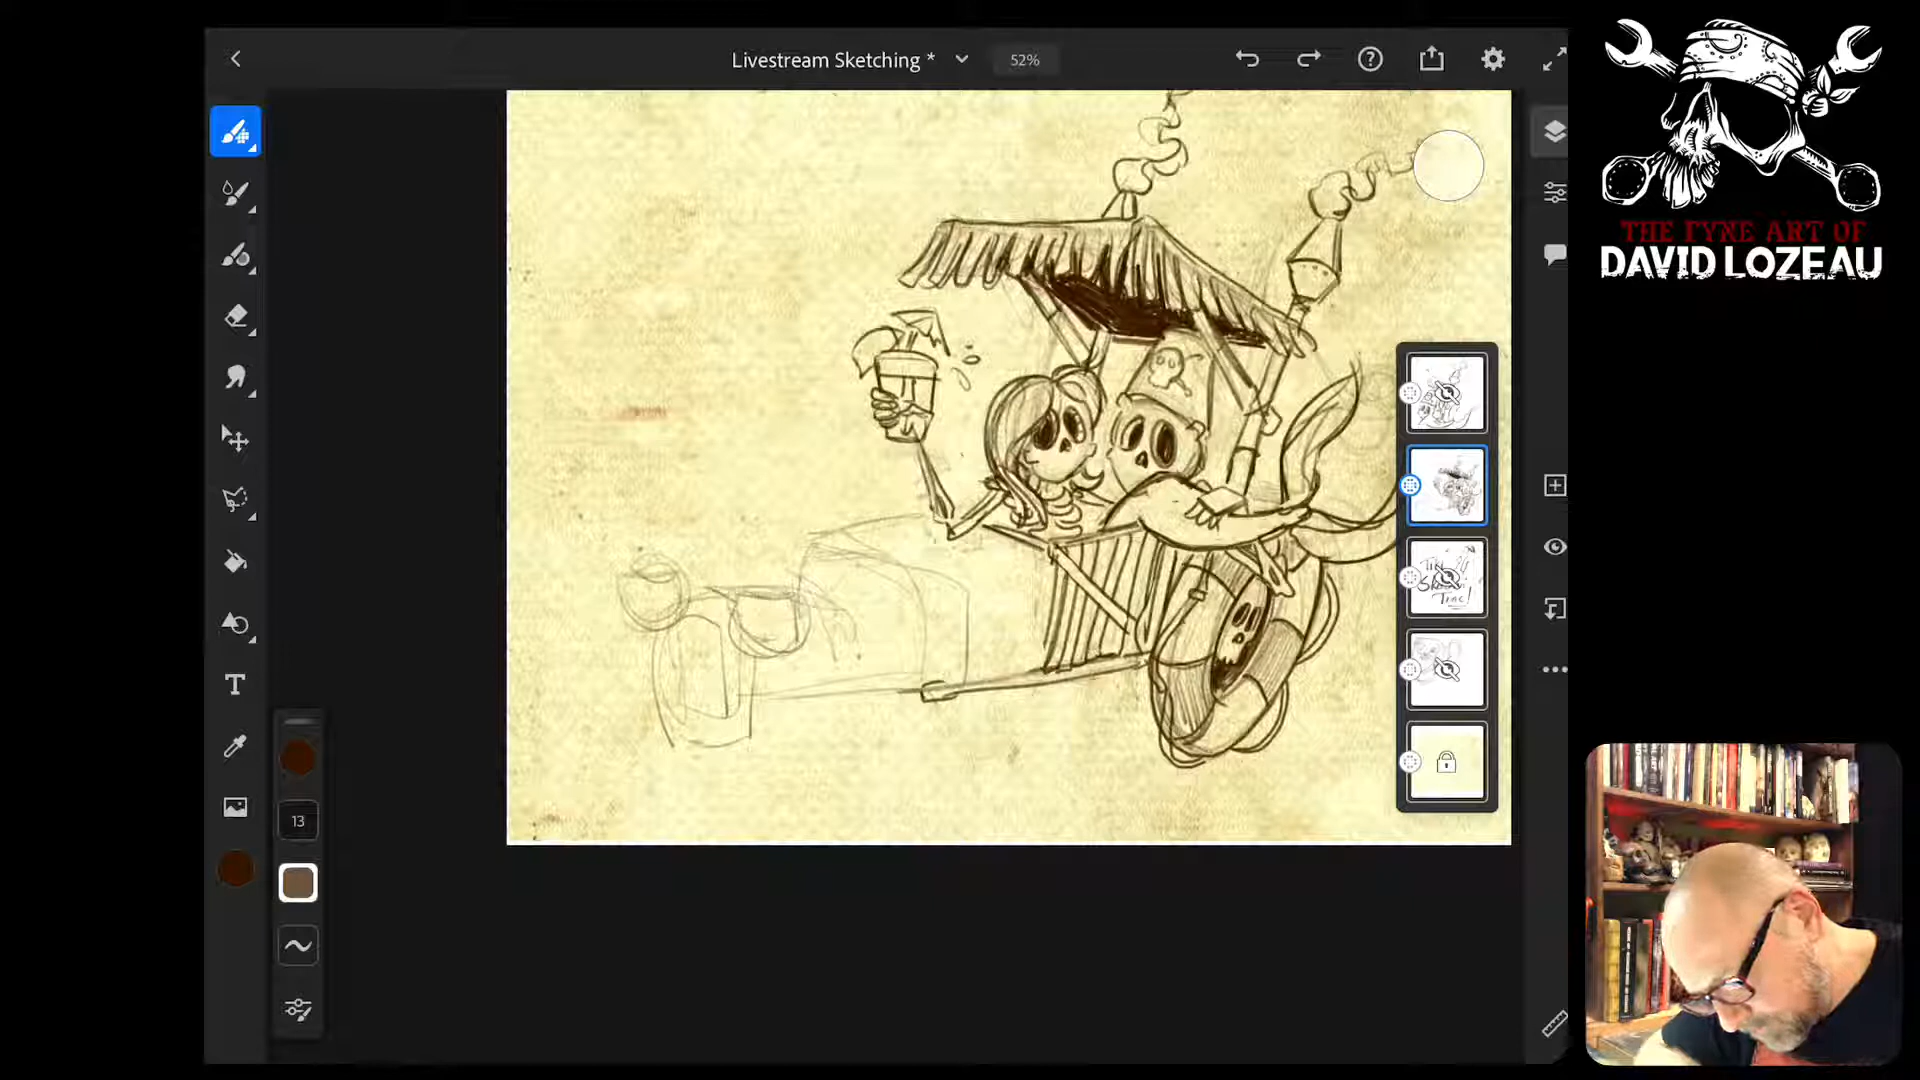 Livestream Sketching *
52%
THE FYNE ART OF
DAVID LOZEAU
13
T